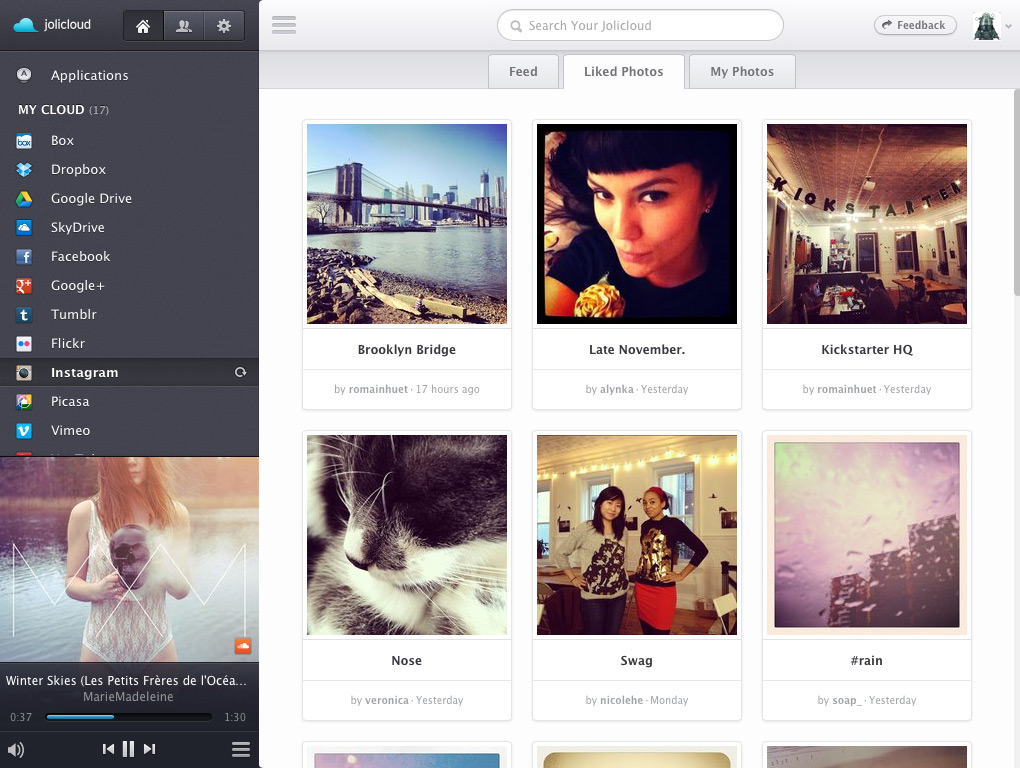 jolicloud
Search Your Jolicloud
Feedback
Applications
Feed
Liked Photos
My Photos
MY CLOUD (17)
Box
Dropbox
Google Drive
SkyDrive
Facebook
Google+
Tumblr
Flickr
Instagram
Picasa
Vimeo
KICKSTARTER
Brooklyn Bridge
by romainhuet · 17 hours ago
Late November.
by alynka · Yesterday
Kickstarter HQ
by romainhuet · Yesterday
Nose
by veronica · Yesterday
Swag
by nicolehe · Monday
#rain
by soap_ · Yesterday
Winter Skies (Les Petits Frères de l'Océa...
MarieMadeleine
0:37
1:30